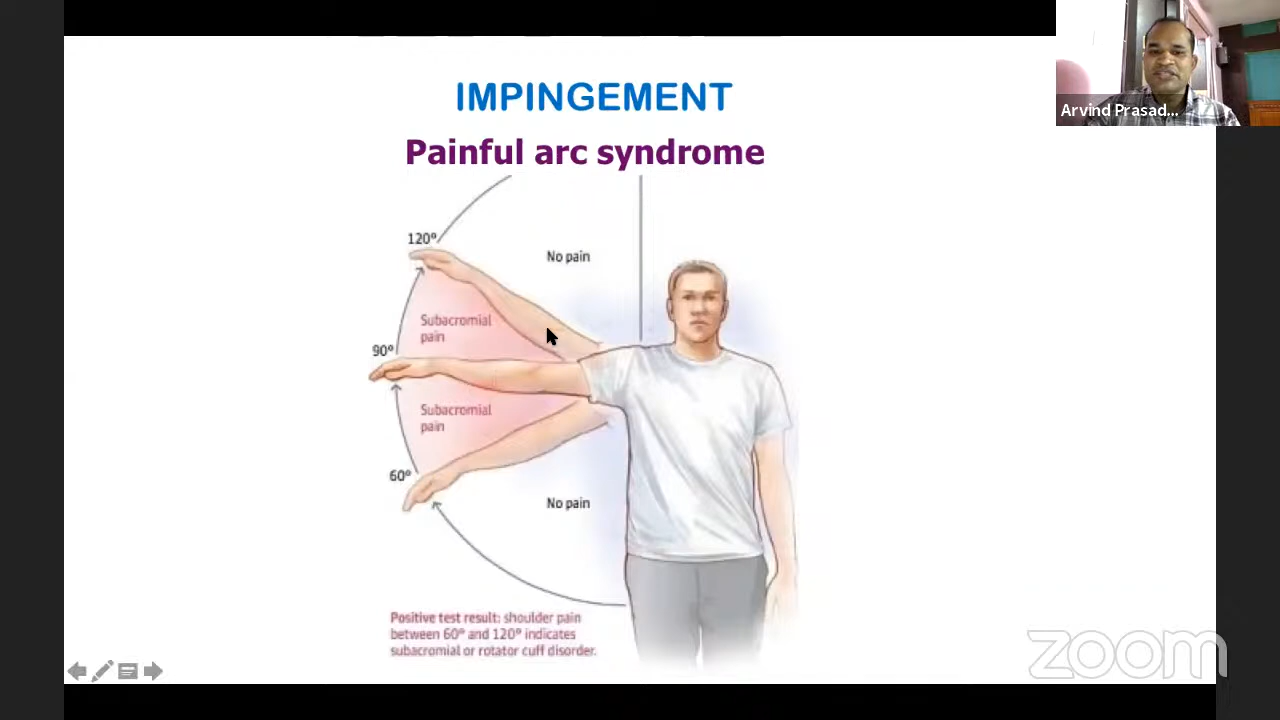 IMPINGEMENT
Arvind Prasad...
Painful arc syndrome
120°
No pain
Subacromial
pain
90°
Subacromial
pain
60°
No pain
Positive test result: shoulder pain
between 60° and 120° indicates
subacromial or rotator cuff disorder.
zoom